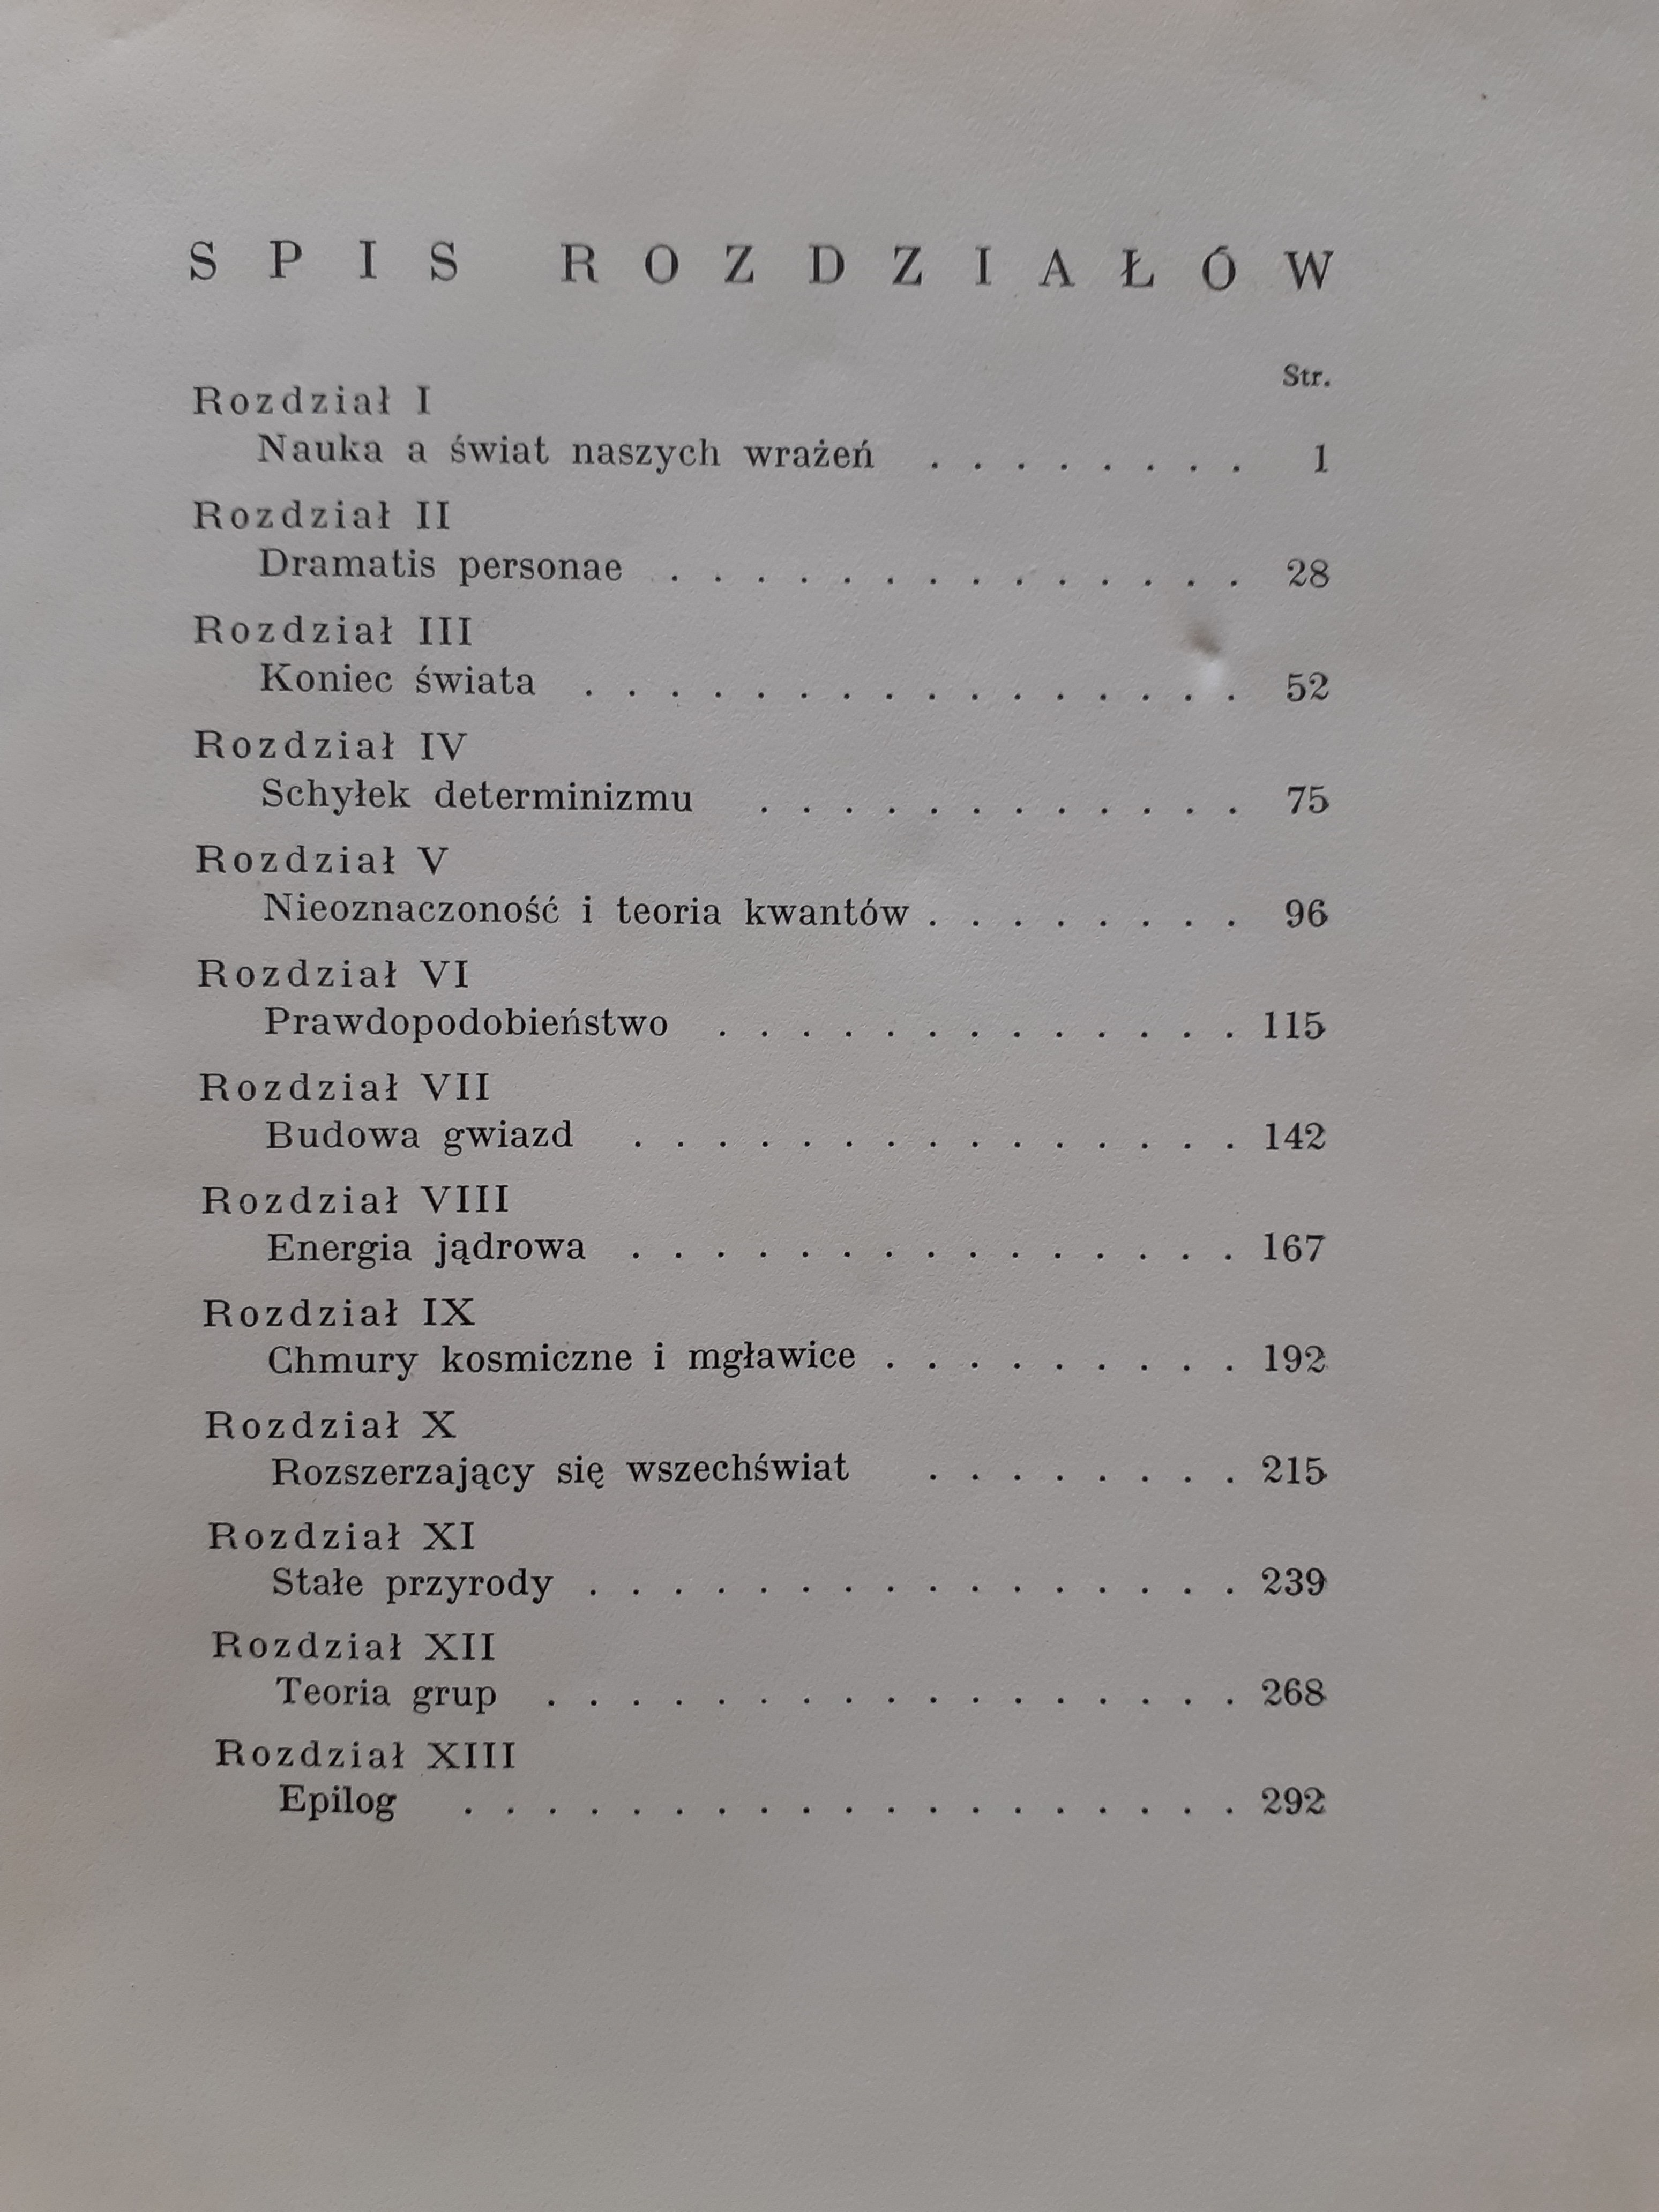 SPIS ROZDZIAŁÓW
Str.
Rozdział I
Nauka a świat naszych wrażeń . . . . . . . . 1
Rozdział II
Dramatis personae . . . . . . . . . . . . . . 28
Rozdział III
Koniec świata . . . . . . . . . . . . . . . . 52
Rozdział IV
Schyłek determinizmu . . . . . . . . . . . . 75
Rozdział V
Nieoznaczoność i teoria kwantów . . . . . . . . 96
Rozdział VI
Prawdopodobieństwo . . . . . . . . . . . . . 115
Rozdział VII
Budowa gwiazd . . . . . . . . . . . . . . . 142
Rozdział VIII
Energia jądrowa . . . . . . . . . . . . . . . 167
Rozdział IX
Chmury kosmiczne i mgławice . . . . . . . . . 192
Rozdział X
Rozszerzający się wszechświat . . . . . . . . 215
Rozdział XI
Stałe przyrody . . . . . . . . . . . . . . . . 239
Rozdział XII
Teoria grup . . . . . . . . . . . . . . . . . 268
Rozdział XIII
Epilog . . . . . . . . . . . . . . . . . . . 292